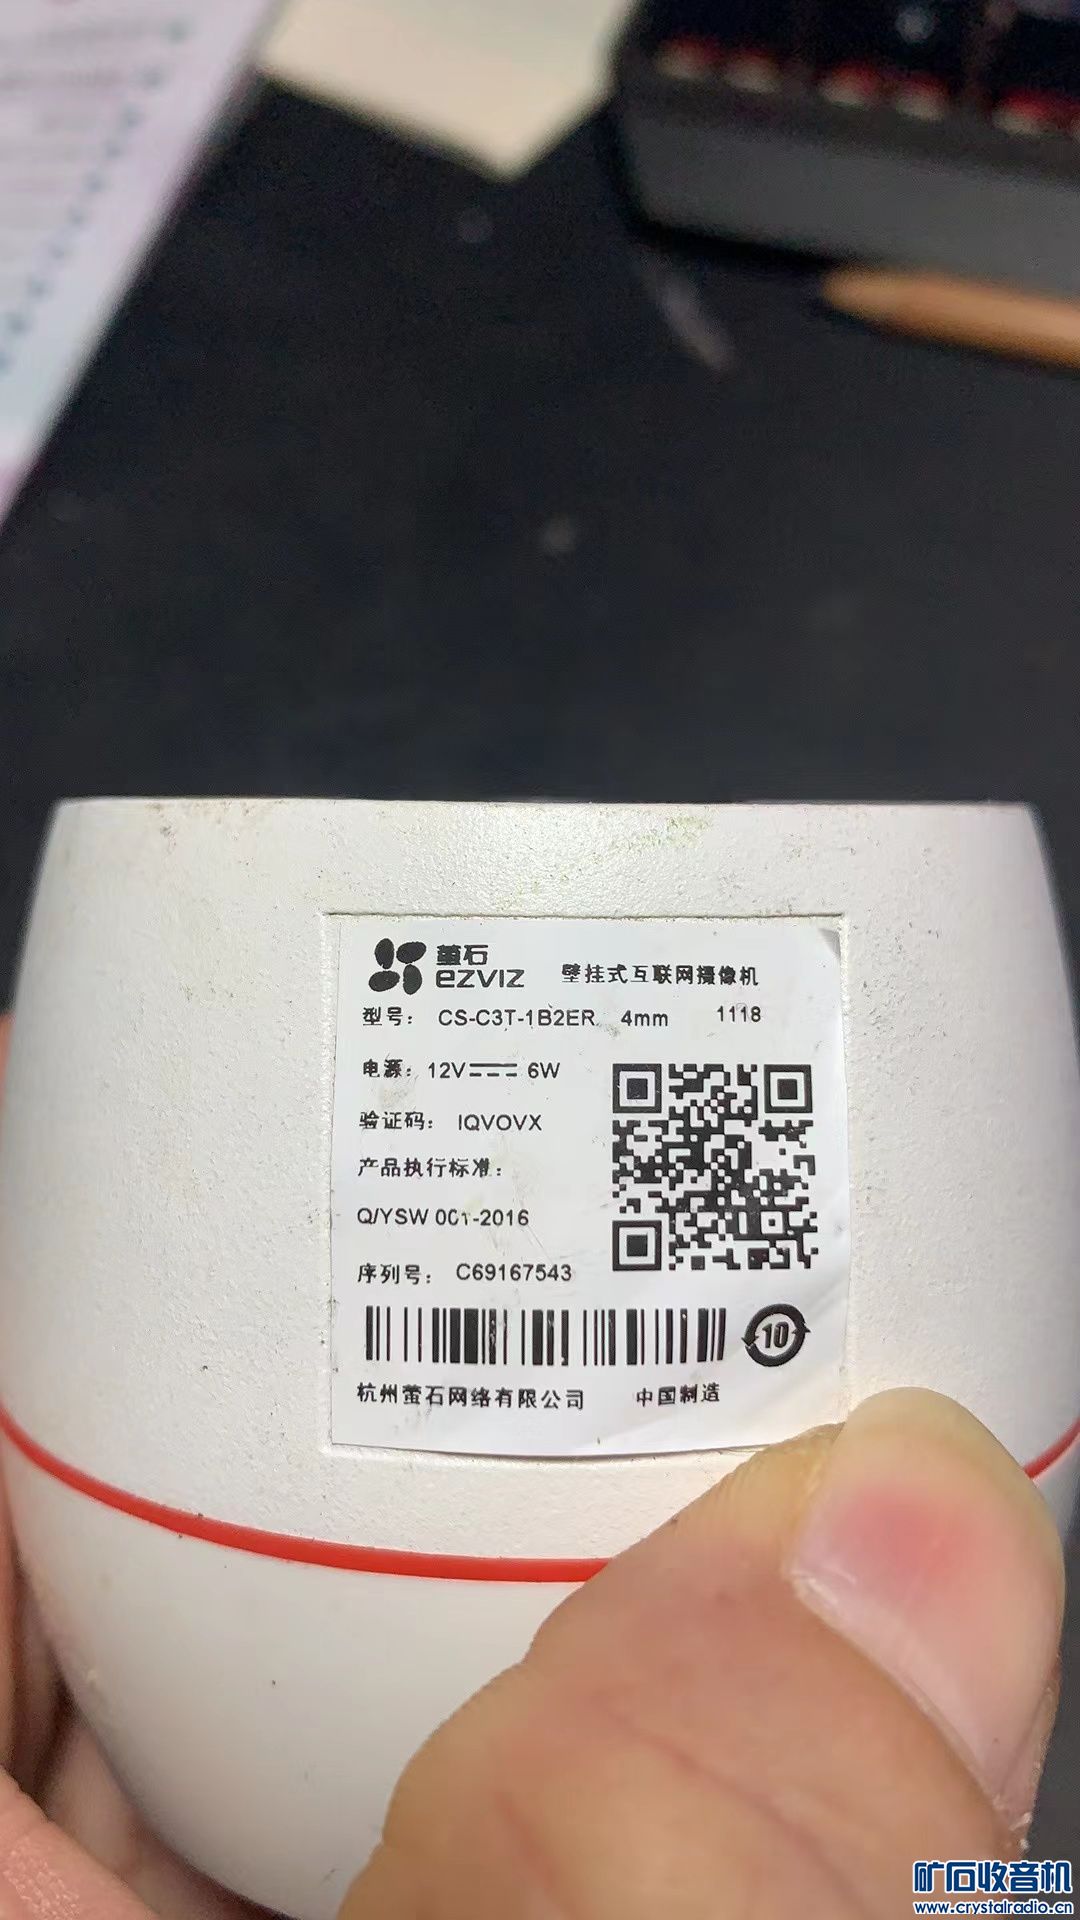 萤石
ezviz 壁挂式互联网摄像机
型号： CS-C3T-1B2ER 4mm 1118
电源： 12V 6W
验证码： IQVOVX
产品执行标准：
Q/YSW 001-2016
序列号： C69167543
10
杭州萤石网络有限公司 中国制造
矿石收音机
www.crystalradio.cn